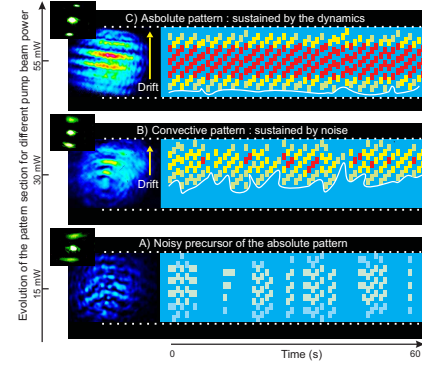 C) Asbolute pattern : sustained by the dynamics
Drift
55 mW
B) Convective pattern : sustained by noise
Drift
30 mW
A) Noisy precursor of the absolute pattern
15 mW
Evolution of the pattern section for different pump beam power
0 Time (s) 60